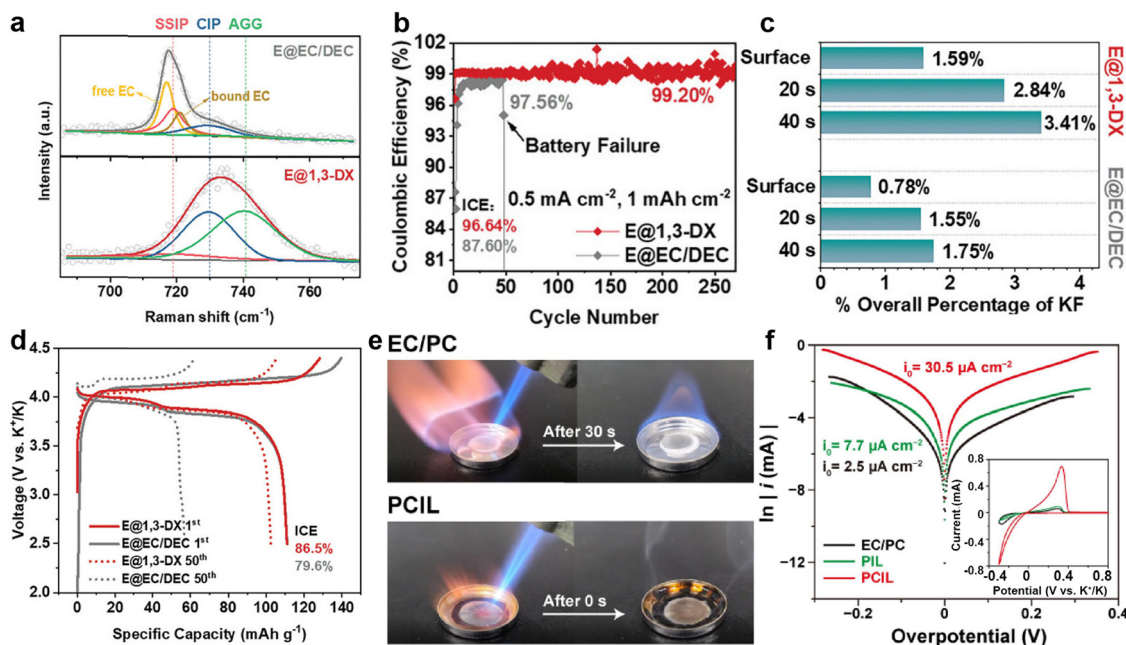 a
SSIP CIP AGG
E@EC/DEC
free EC
bound EC
E@1,3-DX
Intensity (a.u.)
700 720 740 760
Raman shift (cm⁻¹)
b
Coulombic Efficiency (%)
102
99
96
93
90
87
84
81
97.56%
99.20%
Battery Failure
ICE: 0.5 mA cm⁻², 1 mAh cm⁻²
96.64%
87.60%
E@1,3-DX
E@EC/DEC
0 50 100 150 200 250
Cycle Number
c
Surface 1.59%
20 s 2.84%
40 s 3.41%
E@1,3-DX
Surface 0.78%
20 s 1.55%
40 s 1.75%
E@EC/DEC
0 1 2 3 4
% Overall Percentage of KF
d
Voltage (V vs. K⁺/K)
4.5
4.0
3.5
3.0
2.5
2.0
E@1,3-DX 1ˢᵗ
E@EC/DEC 1ˢᵗ
E@1,3-DX 50ᵗʰ
E@EC/DEC 50ᵗʰ
ICE
86.5%
79.6%
0 20 40 60 80 100 120 140
Specific Capacity (mAh g⁻¹)
e
EC/PC
After 30 s
PCIL
After 0 s
f
ln | i (mA) |
0
−2
−4
−6
−8
−10
−12
i₀= 30.5 μA cm⁻²
i₀= 7.7 μA cm⁻²
i₀= 2.5 μA cm⁻²
EC/PC
PIL
PCIL
Current (mA)
0.8
0.4
0.0
-0.4
-0.8
-0.4 0.0 0.4 0.8
Potential (V vs. K⁺/K)
−0.2 0.0 0.2 0.4
Overpotential (V)